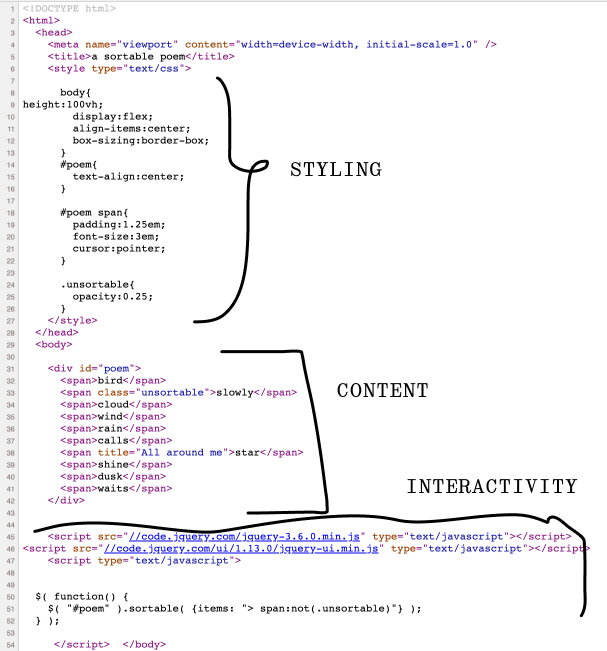 1 <!DOCTYPE html>
2 <html>
3 <head>
4 <meta name="viewport" content="width=device-width, initial-scale=1.0" />
5 <title>a sortable poem</title>
6 <style type="text/css">
7
8 body{
9 height:100vh;
10 display:flex;
11 align-items:center;
12 box-sizing:border-box;
13 }
14 #poem{
15 text-align:center;
16 }
17
18 #poem span{
19 padding:1.25em;
20 font-size:3em;
21 cursor:pointer;
22 }
23
24 .unsortable{
25 opacity:0.25;
26 }
27 </style>
28 </head>
29 <body>
30
31 <div id="poem">
32 <span>bird</span>
33 <span class="unsortable">slowly</span>
34 <span>cloud</span>
35 <span>wind</span>
36 <span>rain</span>
37 <span>calls</span>
38 <span title="All around me">star</span>
39 <span>shine</span>
40 <span>dusk</span>
41 <span>waits</span>
42 </div>
43
44
45 <script src="//code.jquery.com/jquery-3.6.0.min.js" type="text/javascript"></script>
46 <script src="//code.jquery.com/ui/1.13.0/jquery-ui.min.js" type="text/javascript"></script>
47 <script type="text/javascript">
48
49
50 $( function() {
51 $( "#poem" ).sortable( {items: "> span:not(.unsortable)"} );
52 } );
53
54 </script> </body>
STYLING
CONTENT
INTERACTIVITY